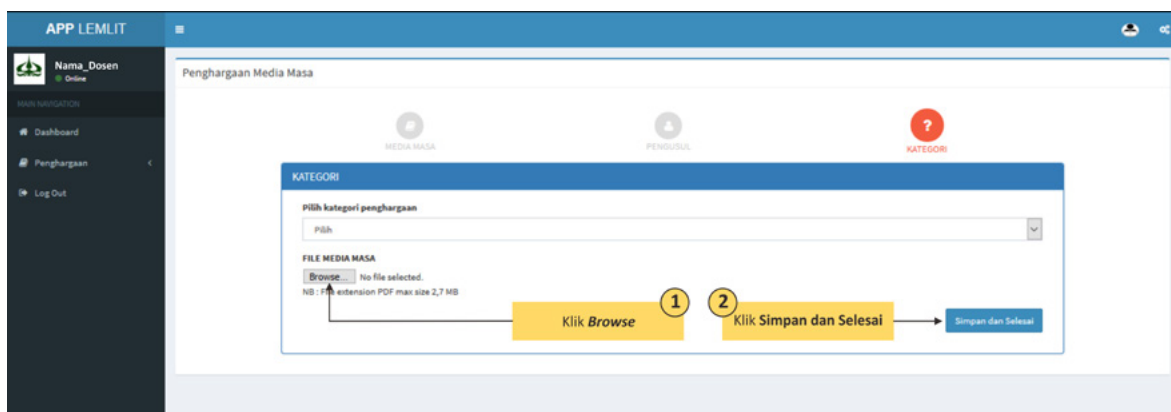 APP LEMLIT
Nama_Dosen
Online
MAIN NAVIGATION
Dashboard
Penghargaan
Log Out
Penghargaan Media Masa
MEDIA MASA
PENGUSUL
?
KATEGORI
KATEGORI
Pilih kategori penghargaan
Pilih
FILE MEDIA MASA
Browse... No file selected.
NB : File extension PDF max size 2,7 MB
1
Klik Browse
2
Klik Simpan dan Selesai
Simpan dan Selesai